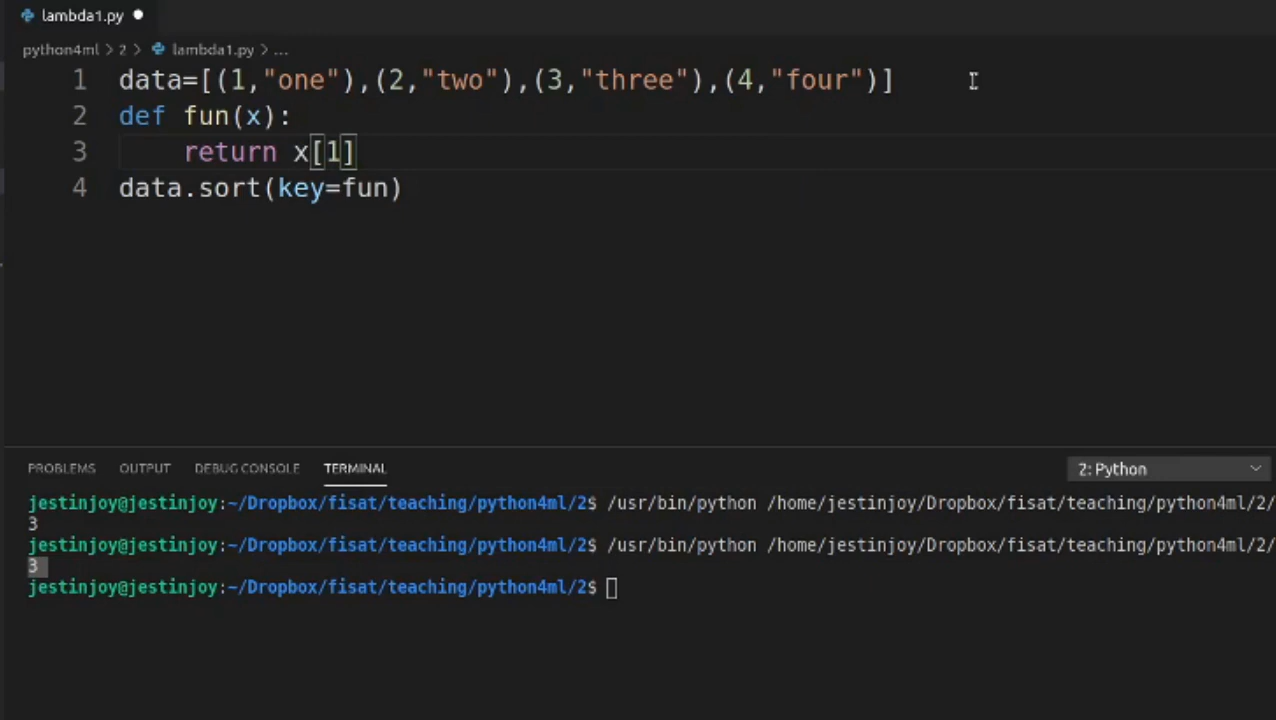 lambda1.py
python4ml > 2 > lambda1.py > ...
1 data=[(1,"one"),(2,"two"),(3,"three"),(4,"four")]
2 def fun(x):
3     return x[1]
4 data.sort(key=fun)
PROBLEMS OUTPUT DEBUG CONSOLE TERMINAL 2: Python
jestinjoy@jestinjoy:~/Dropbox/fisat/teaching/python4ml/2$ /usr/bin/python /home/jestinjoy/Dropbox/fisat/teaching/python4ml/2/
3
jestinjoy@jestinjoy:~/Dropbox/fisat/teaching/python4ml/2$ /usr/bin/python /home/jestinjoy/Dropbox/fisat/teaching/python4ml/2/
3
jestinjoy@jestinjoy:~/Dropbox/fisat/teaching/python4ml/2$